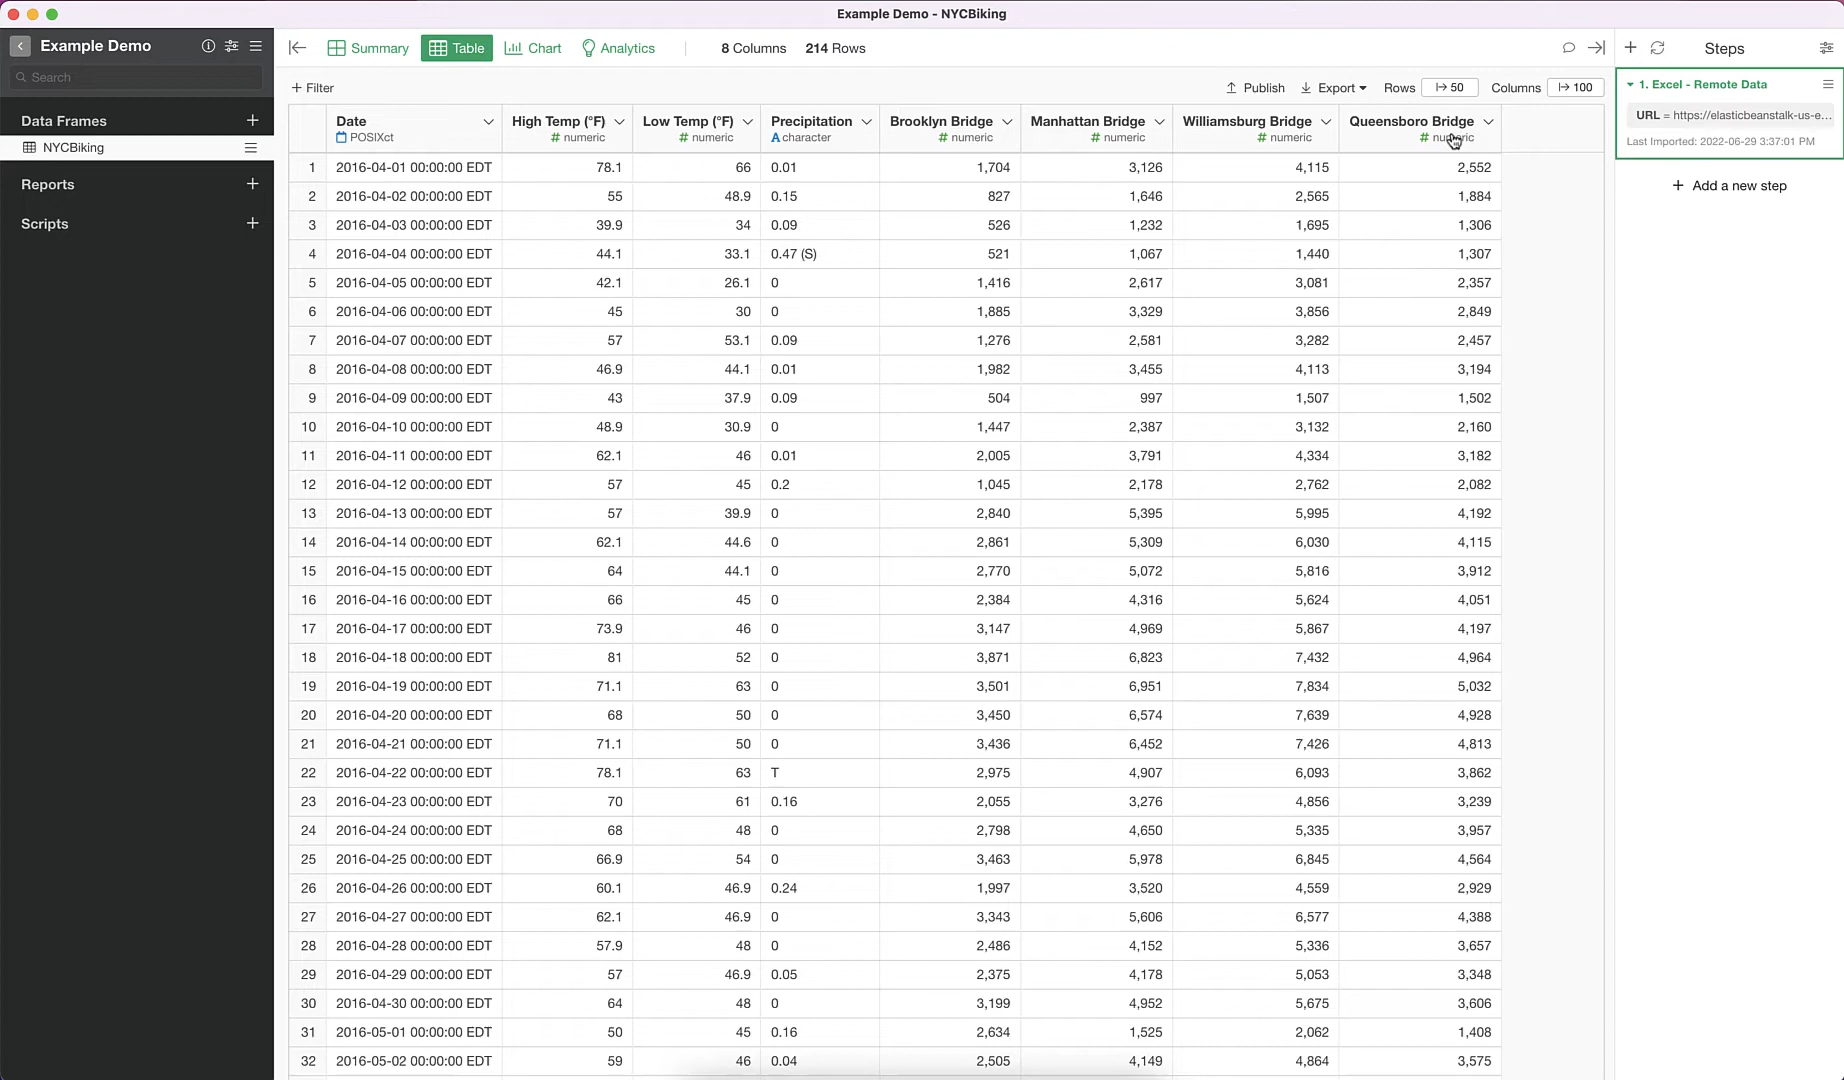 Example Demo - NYCBiking
Example Demo
Search
Data Frames
NYCBiking
Reports
Scripts
Summary Table Chart Analytics 8 Columns 214 Rows
+ Filter Publish Export Rows 50 Columns 100
Date High Temp (°F) Low Temp (°F) Precipitation Brooklyn Bridge Manhattan Bridge Williamsburg Bridge Queensboro Bridge
POSIXct # numeric # numeric A character # numeric # numeric # numeric # numeric
1 2016-04-01 00:00:00 EDT 78.1 66 0.01 1,704 3,126 4,115 2,552
2 2016-04-02 00:00:00 EDT 55 48.9 0.15 827 1,646 2,565 1,884
3 2016-04-03 00:00:00 EDT 39.9 34 0.09 526 1,232 1,695 1,306
4 2016-04-04 00:00:00 EDT 44.1 33.1 0.47 (S) 521 1,067 1,440 1,307
5 2016-04-05 00:00:00 EDT 42.1 26.1 0 1,416 2,617 3,081 2,357
6 2016-04-06 00:00:00 EDT 45 30 0 1,885 3,329 3,856 2,849
7 2016-04-07 00:00:00 EDT 57 53.1 0.09 1,276 2,581 3,282 2,457
8 2016-04-08 00:00:00 EDT 46.9 44.1 0.01 1,982 3,455 4,113 3,194
9 2016-04-09 00:00:00 EDT 43 37.9 0.09 504 997 1,507 1,502
10 2016-04-10 00:00:00 EDT 48.9 30.9 0 1,447 2,387 3,132 2,160
11 2016-04-11 00:00:00 EDT 62.1 46 0.01 2,005 3,791 4,334 3,182
12 2016-04-12 00:00:00 EDT 57 45 0.2 1,045 2,178 2,762 2,082
13 2016-04-13 00:00:00 EDT 57 39.9 0 2,840 5,395 5,995 4,192
14 2016-04-14 00:00:00 EDT 62.1 44.6 0 2,861 5,309 6,030 4,115
15 2016-04-15 00:00:00 EDT 64 44.1 0 2,770 5,072 5,816 3,912
16 2016-04-16 00:00:00 EDT 66 45 0 2,384 4,316 5,624 4,051
17 2016-04-17 00:00:00 EDT 73.9 46 0 3,147 4,969 5,867 4,197
18 2016-04-18 00:00:00 EDT 81 52 0 3,871 6,823 7,432 4,964
19 2016-04-19 00:00:00 EDT 71.1 63 0 3,501 6,951 7,834 5,032
20 2016-04-20 00:00:00 EDT 68 50 0 3,450 6,574 7,639 4,928
21 2016-04-21 00:00:00 EDT 71.1 50 0 3,436 6,452 7,426 4,813
22 2016-04-22 00:00:00 EDT 78.1 63 T 2,975 4,907 6,093 3,862
23 2016-04-23 00:00:00 EDT 70 61 0.16 2,055 3,276 4,856 3,239
24 2016-04-24 00:00:00 EDT 68 48 0 2,798 4,650 5,335 3,957
25 2016-04-25 00:00:00 EDT 66.9 54 0 3,463 5,978 6,845 4,564
26 2016-04-26 00:00:00 EDT 60.1 46.9 0.24 1,997 3,520 4,559 2,929
27 2016-04-27 00:00:00 EDT 62.1 46.9 0 3,343 5,606 6,577 4,388
28 2016-04-28 00:00:00 EDT 57.9 48 0 2,486 4,152 5,336 3,657
29 2016-04-29 00:00:00 EDT 57 46.9 0.05 2,375 4,178 5,053 3,348
30 2016-04-30 00:00:00 EDT 64 48 0 3,199 4,952 5,675 3,606
31 2016-05-01 00:00:00 EDT 50 45 0.16 2,634 1,525 2,062 1,408
32 2016-05-02 00:00:00 EDT 59 46 0.04 2,505 4,149 4,864 3,575
Steps
1. Excel - Remote Data
URL = https://elasticbeanstalk-us-e...
Last Imported: 2022-06-29 3:37:01 PM
+ Add a new step